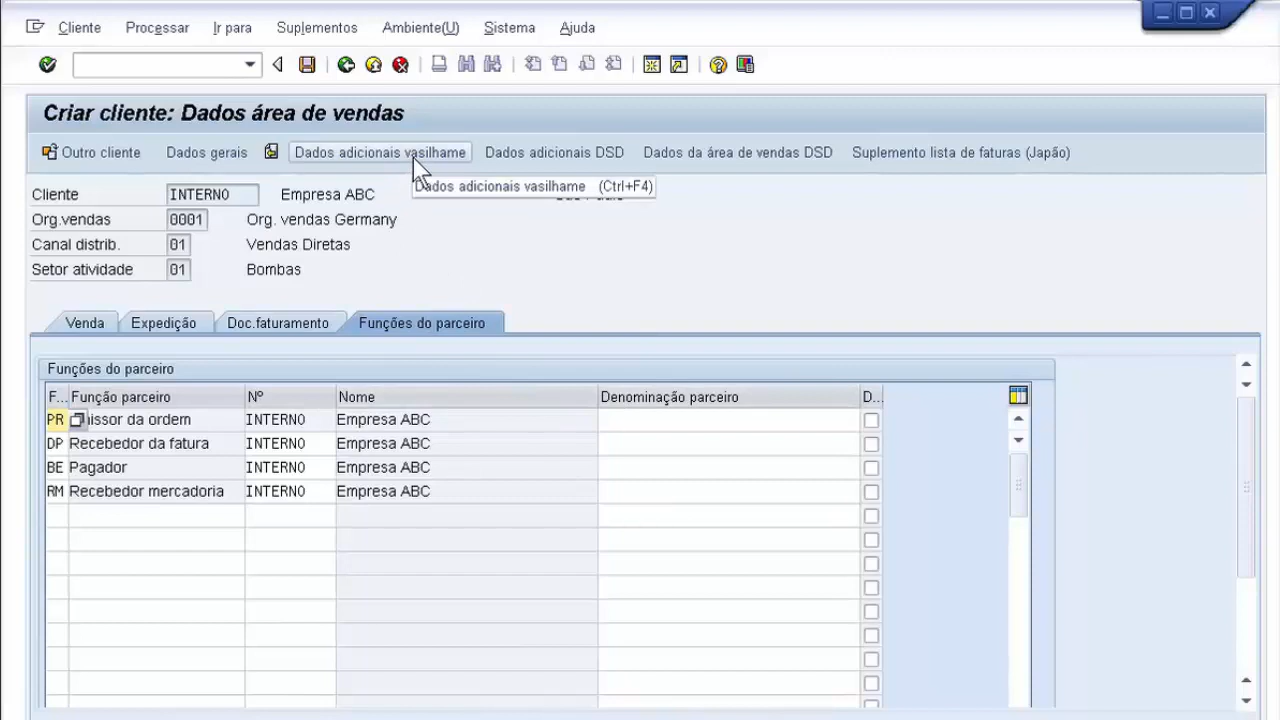 Cliente Processar Ir para Suplementos Ambiente(U) Sistema Ajuda
Criar cliente: Dados área de vendas
Outro cliente Dados gerais Dados adicionais vasilhame Dados adicionais DSD Dados da área de vendas DSD Suplemento lista de faturas (Japão)
Dados adicionais vasilhame (Ctrl+F4)
Cliente INTERNO Empresa ABC
Org.vendas 0001 Org. vendas Germany
Canal distrib. 01 Vendas Diretas
Setor atividade 01 Bombas
Venda Expedição Doc.faturamento Funções do parceiro
Funções do parceiro
F... Função parceiro Nº Nome Denominação parceiro D...
PR issor da ordem INTERNO Empresa ABC
DP Recebedor da fatura INTERNO Empresa ABC
BE Pagador INTERNO Empresa ABC
RM Recebedor mercadoria INTERNO Empresa ABC